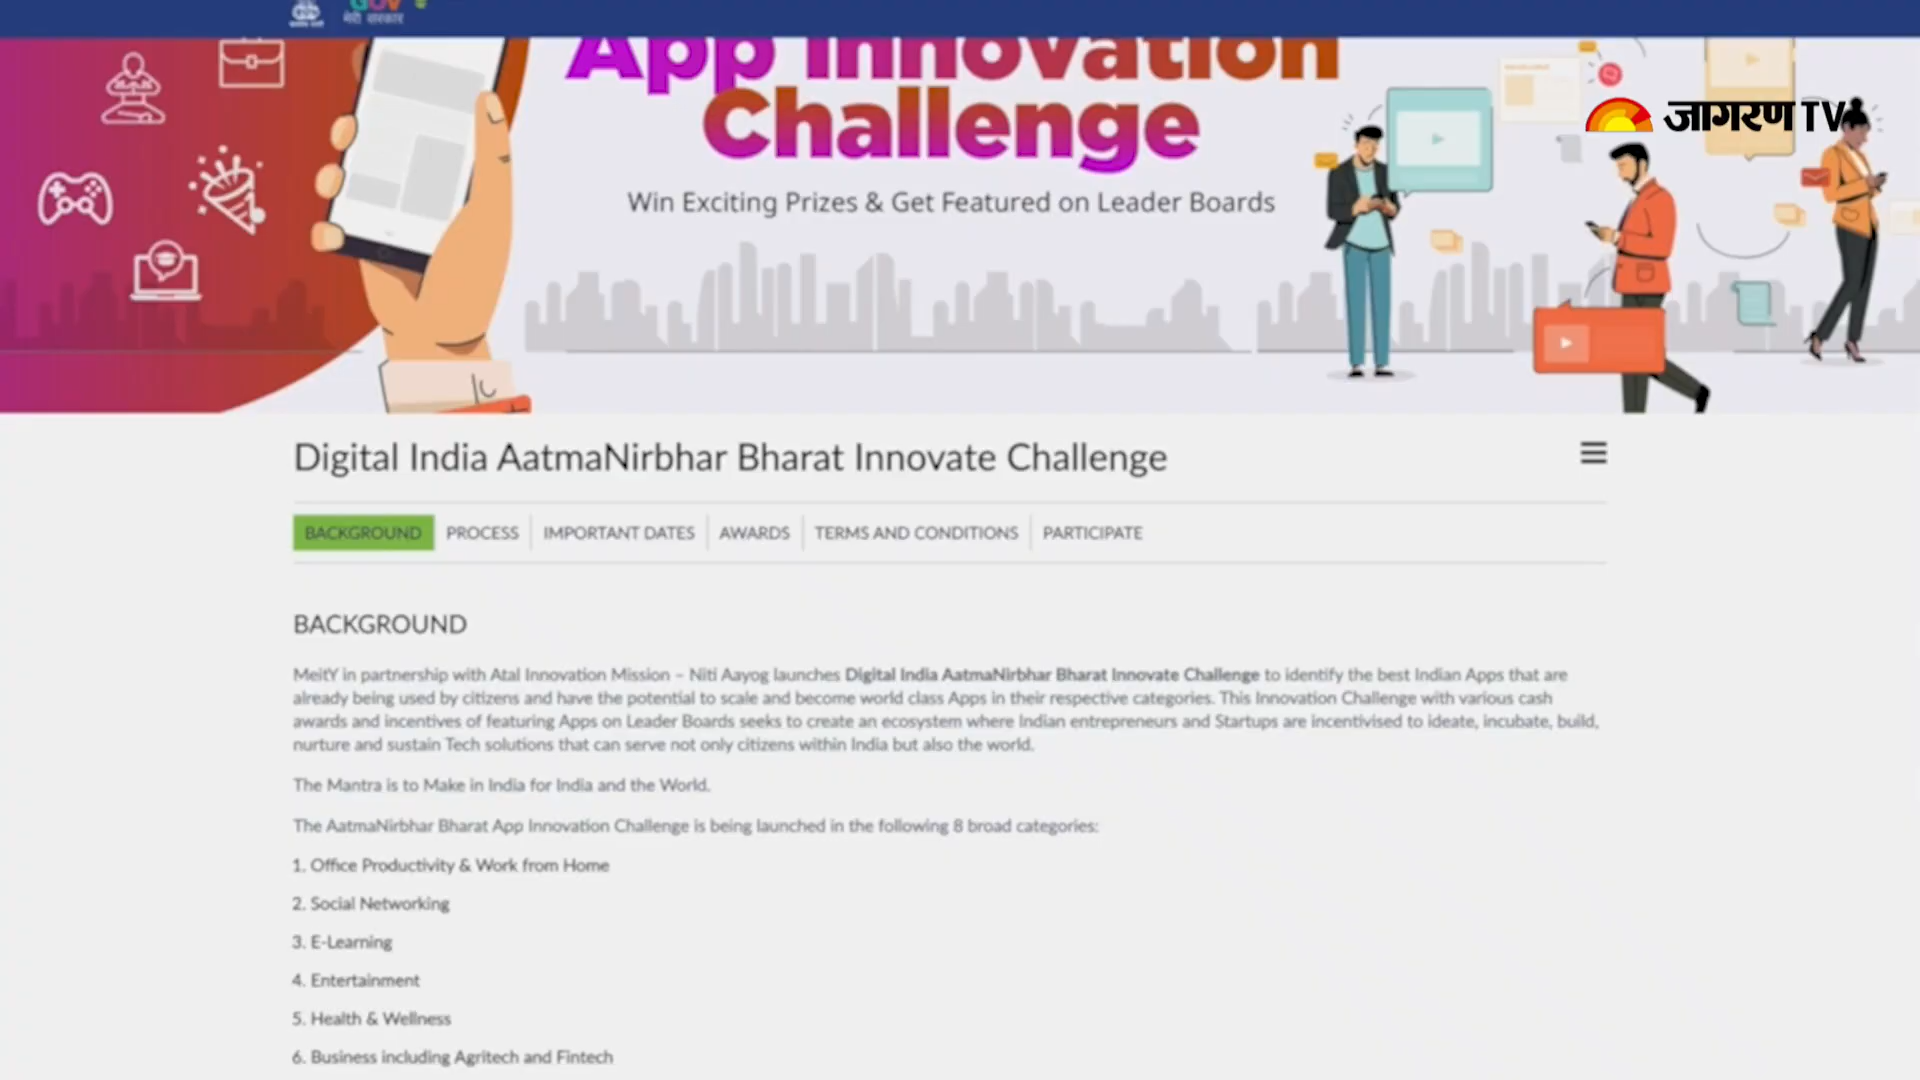 GOV
मेरी सरकार
App Innovation
Challenge
जागरण TV
Win Exciting Prizes & Get Featured on Leader Boards
Digital India AatmaNirbhar Bharat Innovate Challenge
BACKGROUND PROCESS IMPORTANT DATES AWARDS TERMS AND CONDITIONS PARTICIPATE
BACKGROUND
MeitY in partnership with Atal Innovation Mission – Niti Aayog launches Digital India AatmaNirbhar Bharat Innovate Challenge to identify the best Indian Apps that are
already being used by citizens and have the potential to scale and become world class Apps in their respective categories. This Innovation Challenge with various cash
awards and incentives of featuring Apps on Leader Boards seeks to create an ecosystem where Indian entrepreneurs and Startups are incentivised to ideate, incubate, build,
nurture and sustain Tech solutions that can serve not only citizens within India but also the world.
The Mantra is to Make in India for India and the World.
The AatmaNirbhar Bharat App Innovation Challenge is being launched in the following 8 broad categories:
1. Office Productivity & Work from Home
2. Social Networking
3. E-Learning
4. Entertainment
5. Health & Wellness
6. Business including Agritech and Fintech